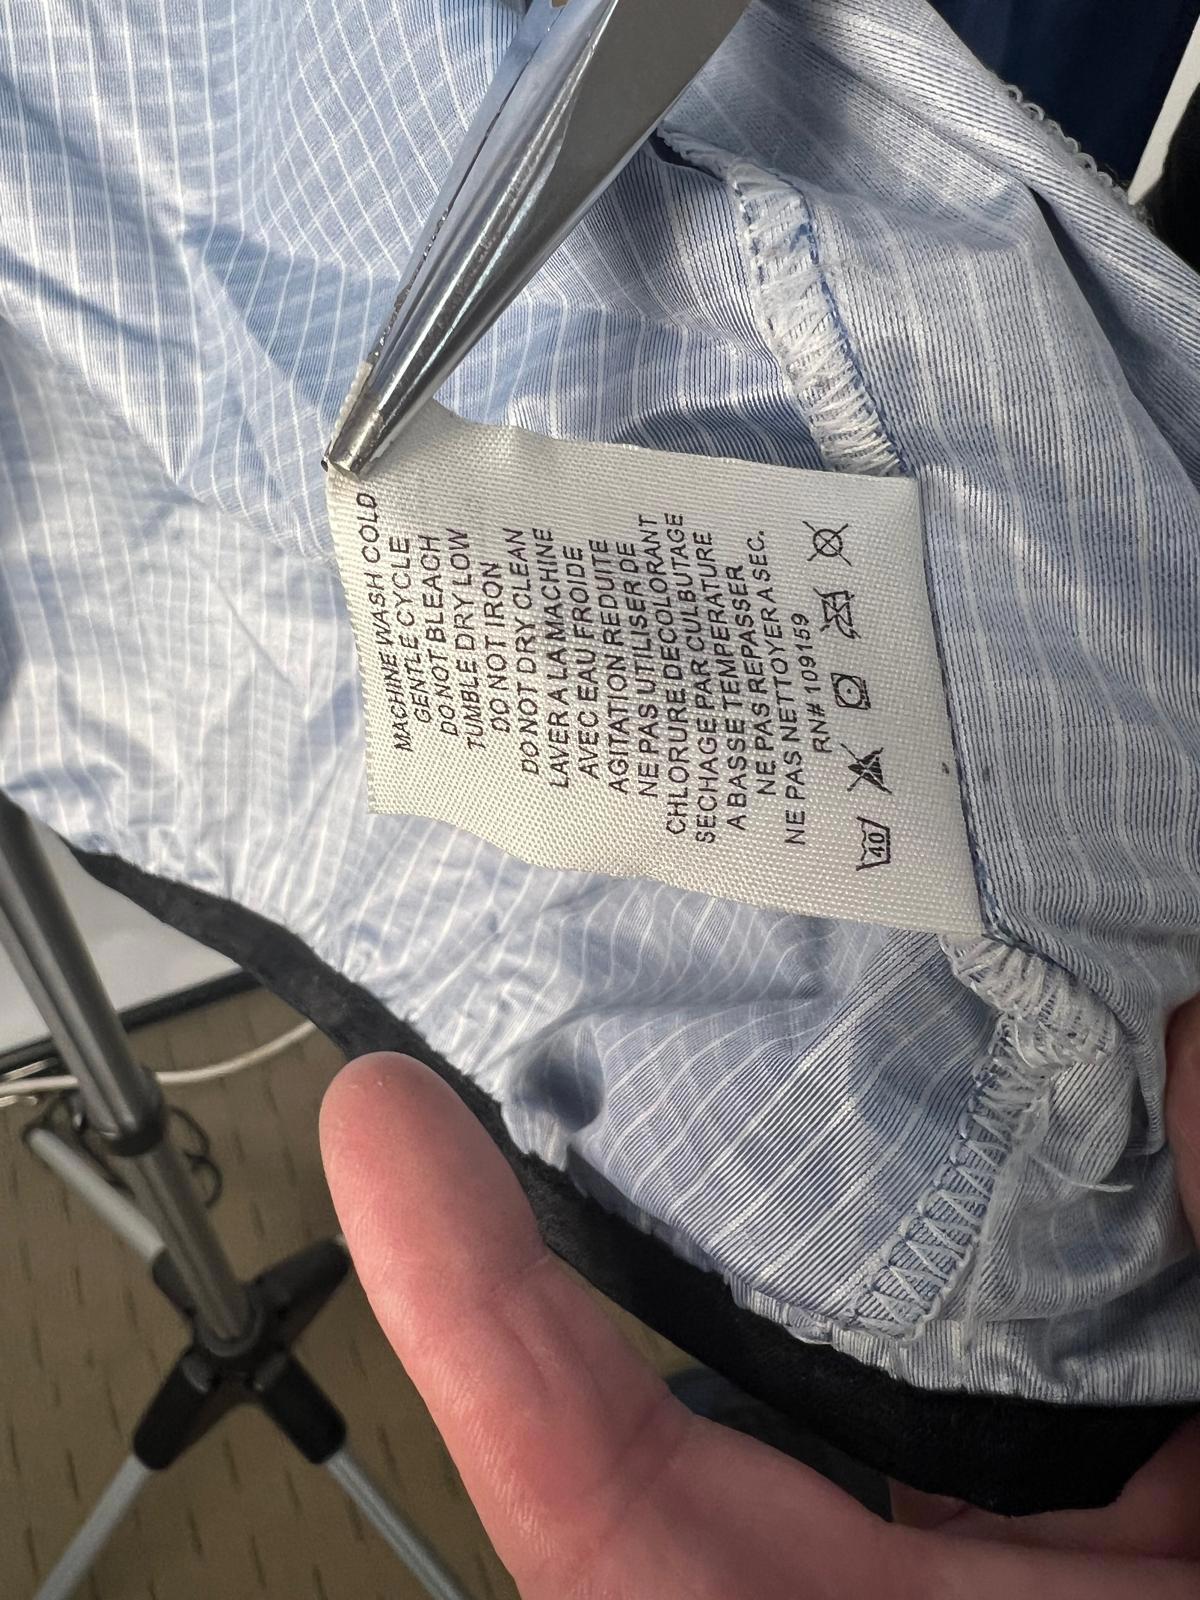 MACHINE WASH COLD
GENTLE CYCLE
DO NOT BLEACH
TUMBLE DRY LOW
DO NOT IRON
DO NOT DRY CLEAN
LAVER A LA MACHINE
AVEC EAU FROIDE
AGITATION REDUITE
NE PAS UTILISER DE
CHLORURE DECOLORANT
SECHAGE PAR CULBUTAGE
A BASSE TEMPERATURE
NE PAS REPASSER
NE PAS NETTOYER A SEC.
RN# 109159
40